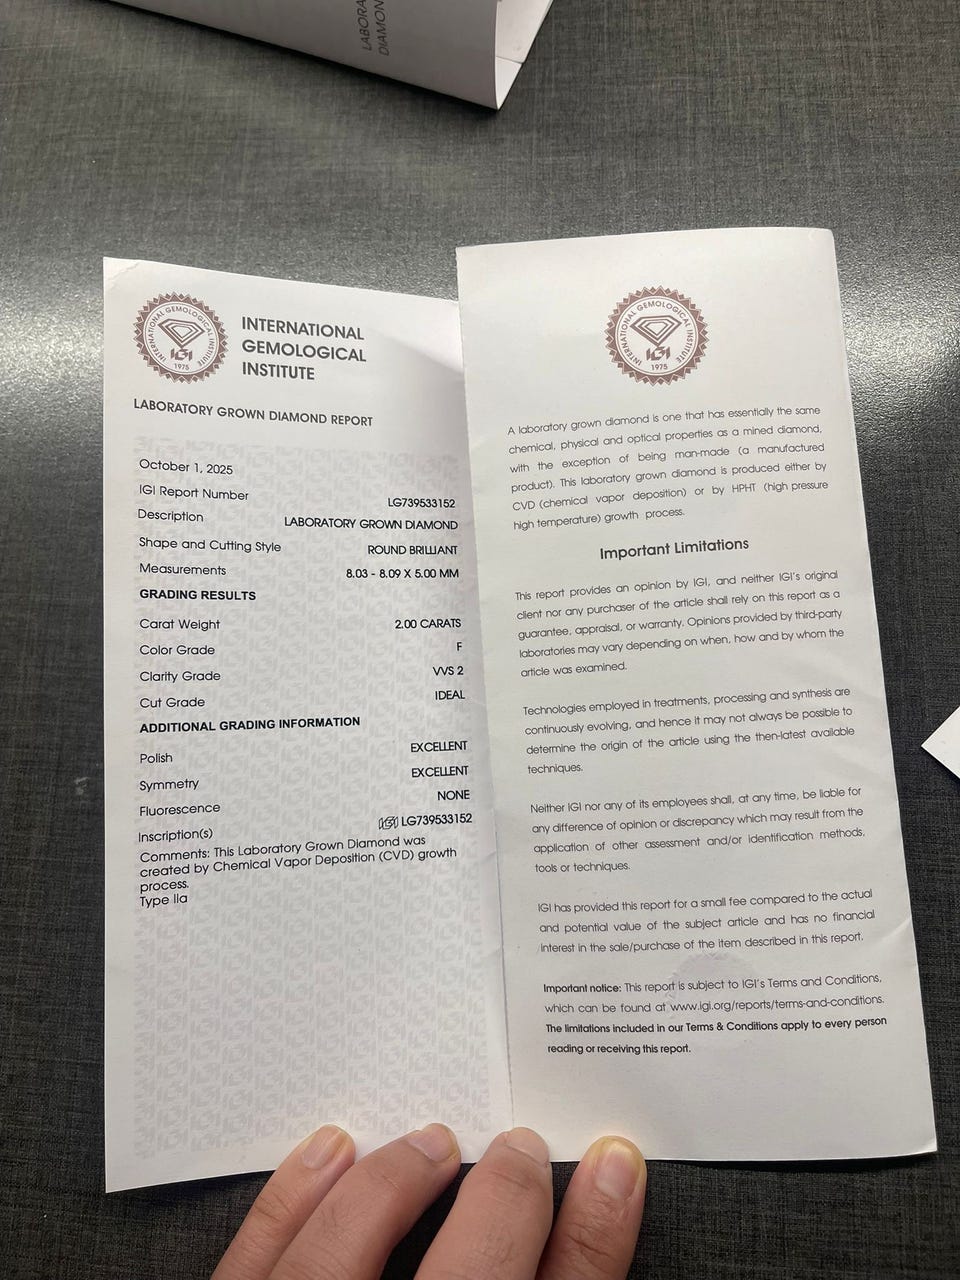 LABORA
DIAMON
INTERNATIONAL GEMOLOGICAL INSTITUTE
IGI
1975
INTERNATIONAL
GEMOLOGICAL
INSTITUTE
LABORATORY GROWN DIAMOND REPORT
October 1, 2025
IGI Report Number LG739533152
Description LABORATORY GROWN DIAMOND
Shape and Cutting Style ROUND BRILLIANT
Measurements 8.03 - 8.09 X 5.00 MM
GRADING RESULTS
Carat Weight 2.00 CARATS
Color Grade F
Clarity Grade VVS 2
Cut Grade IDEAL
ADDITIONAL GRADING INFORMATION
Polish EXCELLENT
Symmetry EXCELLENT
Fluorescence NONE
Inscription(s) IGI LG739533152
Comments: This Laboratory Grown Diamond was
created by Chemical Vapor Deposition (CVD) growth
process.
Type IIa
INTERNATIONAL GEMOLOGICAL INSTITUTE
IGI
1975
A laboratory grown diamond is one that has essentially the same
chemical, physical and optical properties as a mined diamond,
with the exception of being man-made (a manufactured
product). This laboratory grown diamond is produced either by
CVD (chemical vapor deposition) or by HPHT (high pressure
high temperature) growth process.
Important Limitations
This report provides an opinion by IGI, and neither IGI's original
client nor any purchaser of the article shall rely on this report as a
guarantee, appraisal, or warranty. Opinions provided by third-party
laboratories may vary depending on when, how and by whom the
article was examined.
Technologies employed in treatments, processing and synthesis are
continuously evolving, and hence it may not always be possible to
determine the origin of the article using the then-latest available
techniques.
Neither IGI nor any of its employees shall, at any time, be liable for
any difference of opinion or discrepancy which may result from the
application of other assessment and/or identification methods,
tools or techniques.
IGI has provided this report for a small fee compared to the actual
and potential value of the subject article and has no financial
interest in the sale/purchase of the item described in this report.
Important notice: This report is subject to IGI's Terms and Conditions,
which can be found at www.igi.org/reports/terms-and-conditions.
The limitations included in our Terms & Conditions apply to every person
reading or receiving this report.